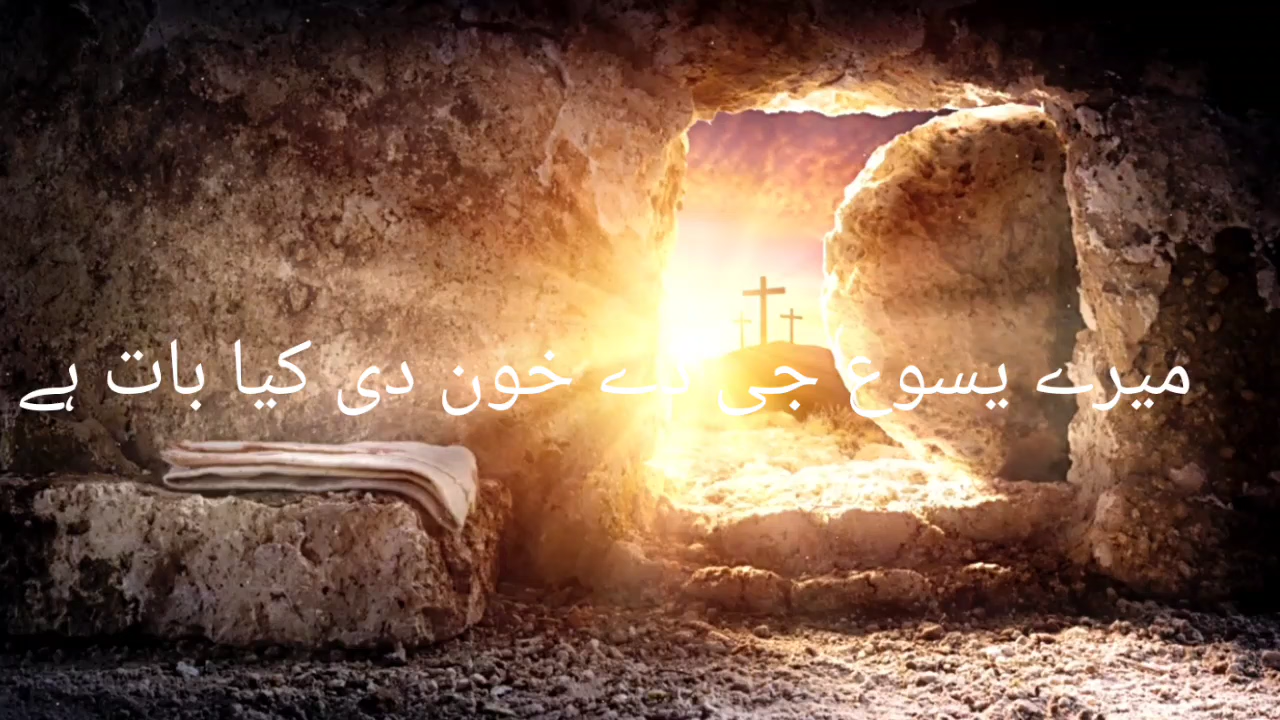 میرے یسوع جی دے خون دی کیا بات ہے